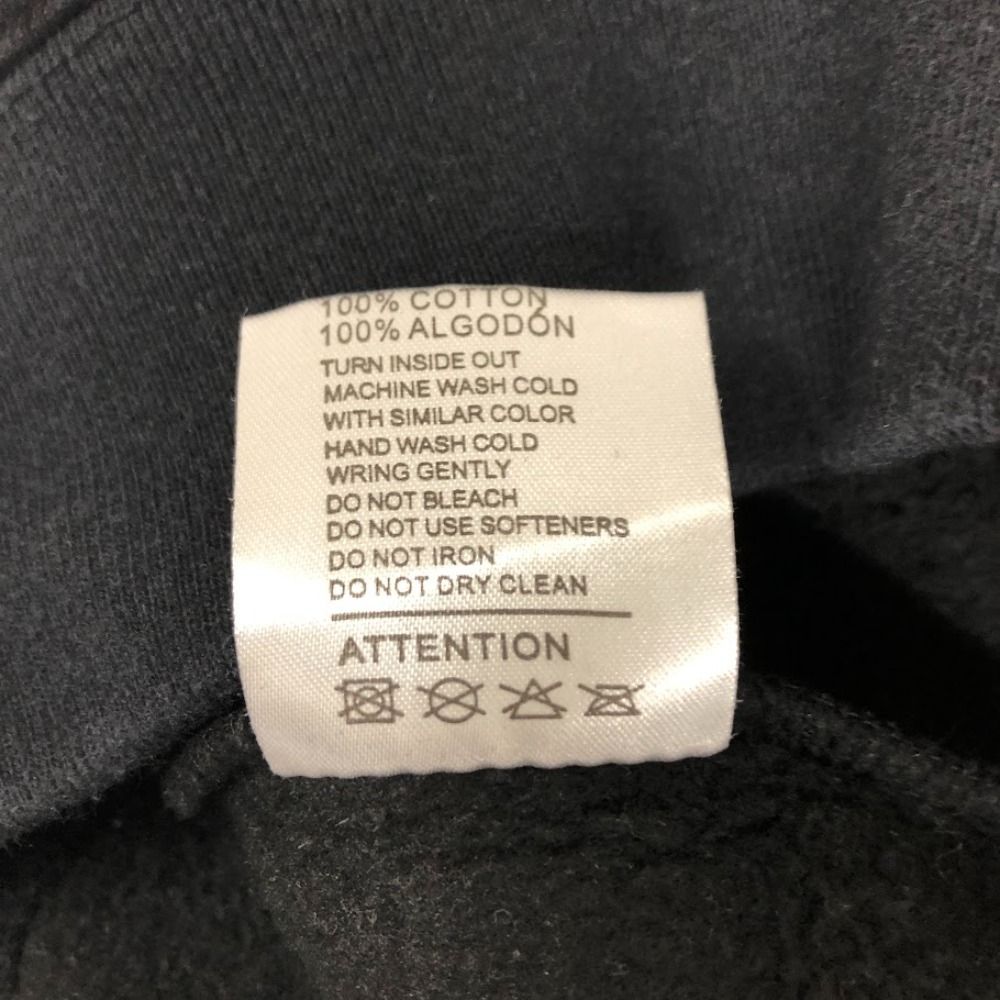 100% COTTON
100% ALGODÓN
TURN INSIDE OUT
MACHINE WASH COLD
WITH SIMILAR COLOR
HAND WASH COLD
WRING GENTLY
DO NOT BLEACH
DO NOT USE SOFTENERS
DO NOT IRON
DO NOT DRY CLEAN
ATTENTION